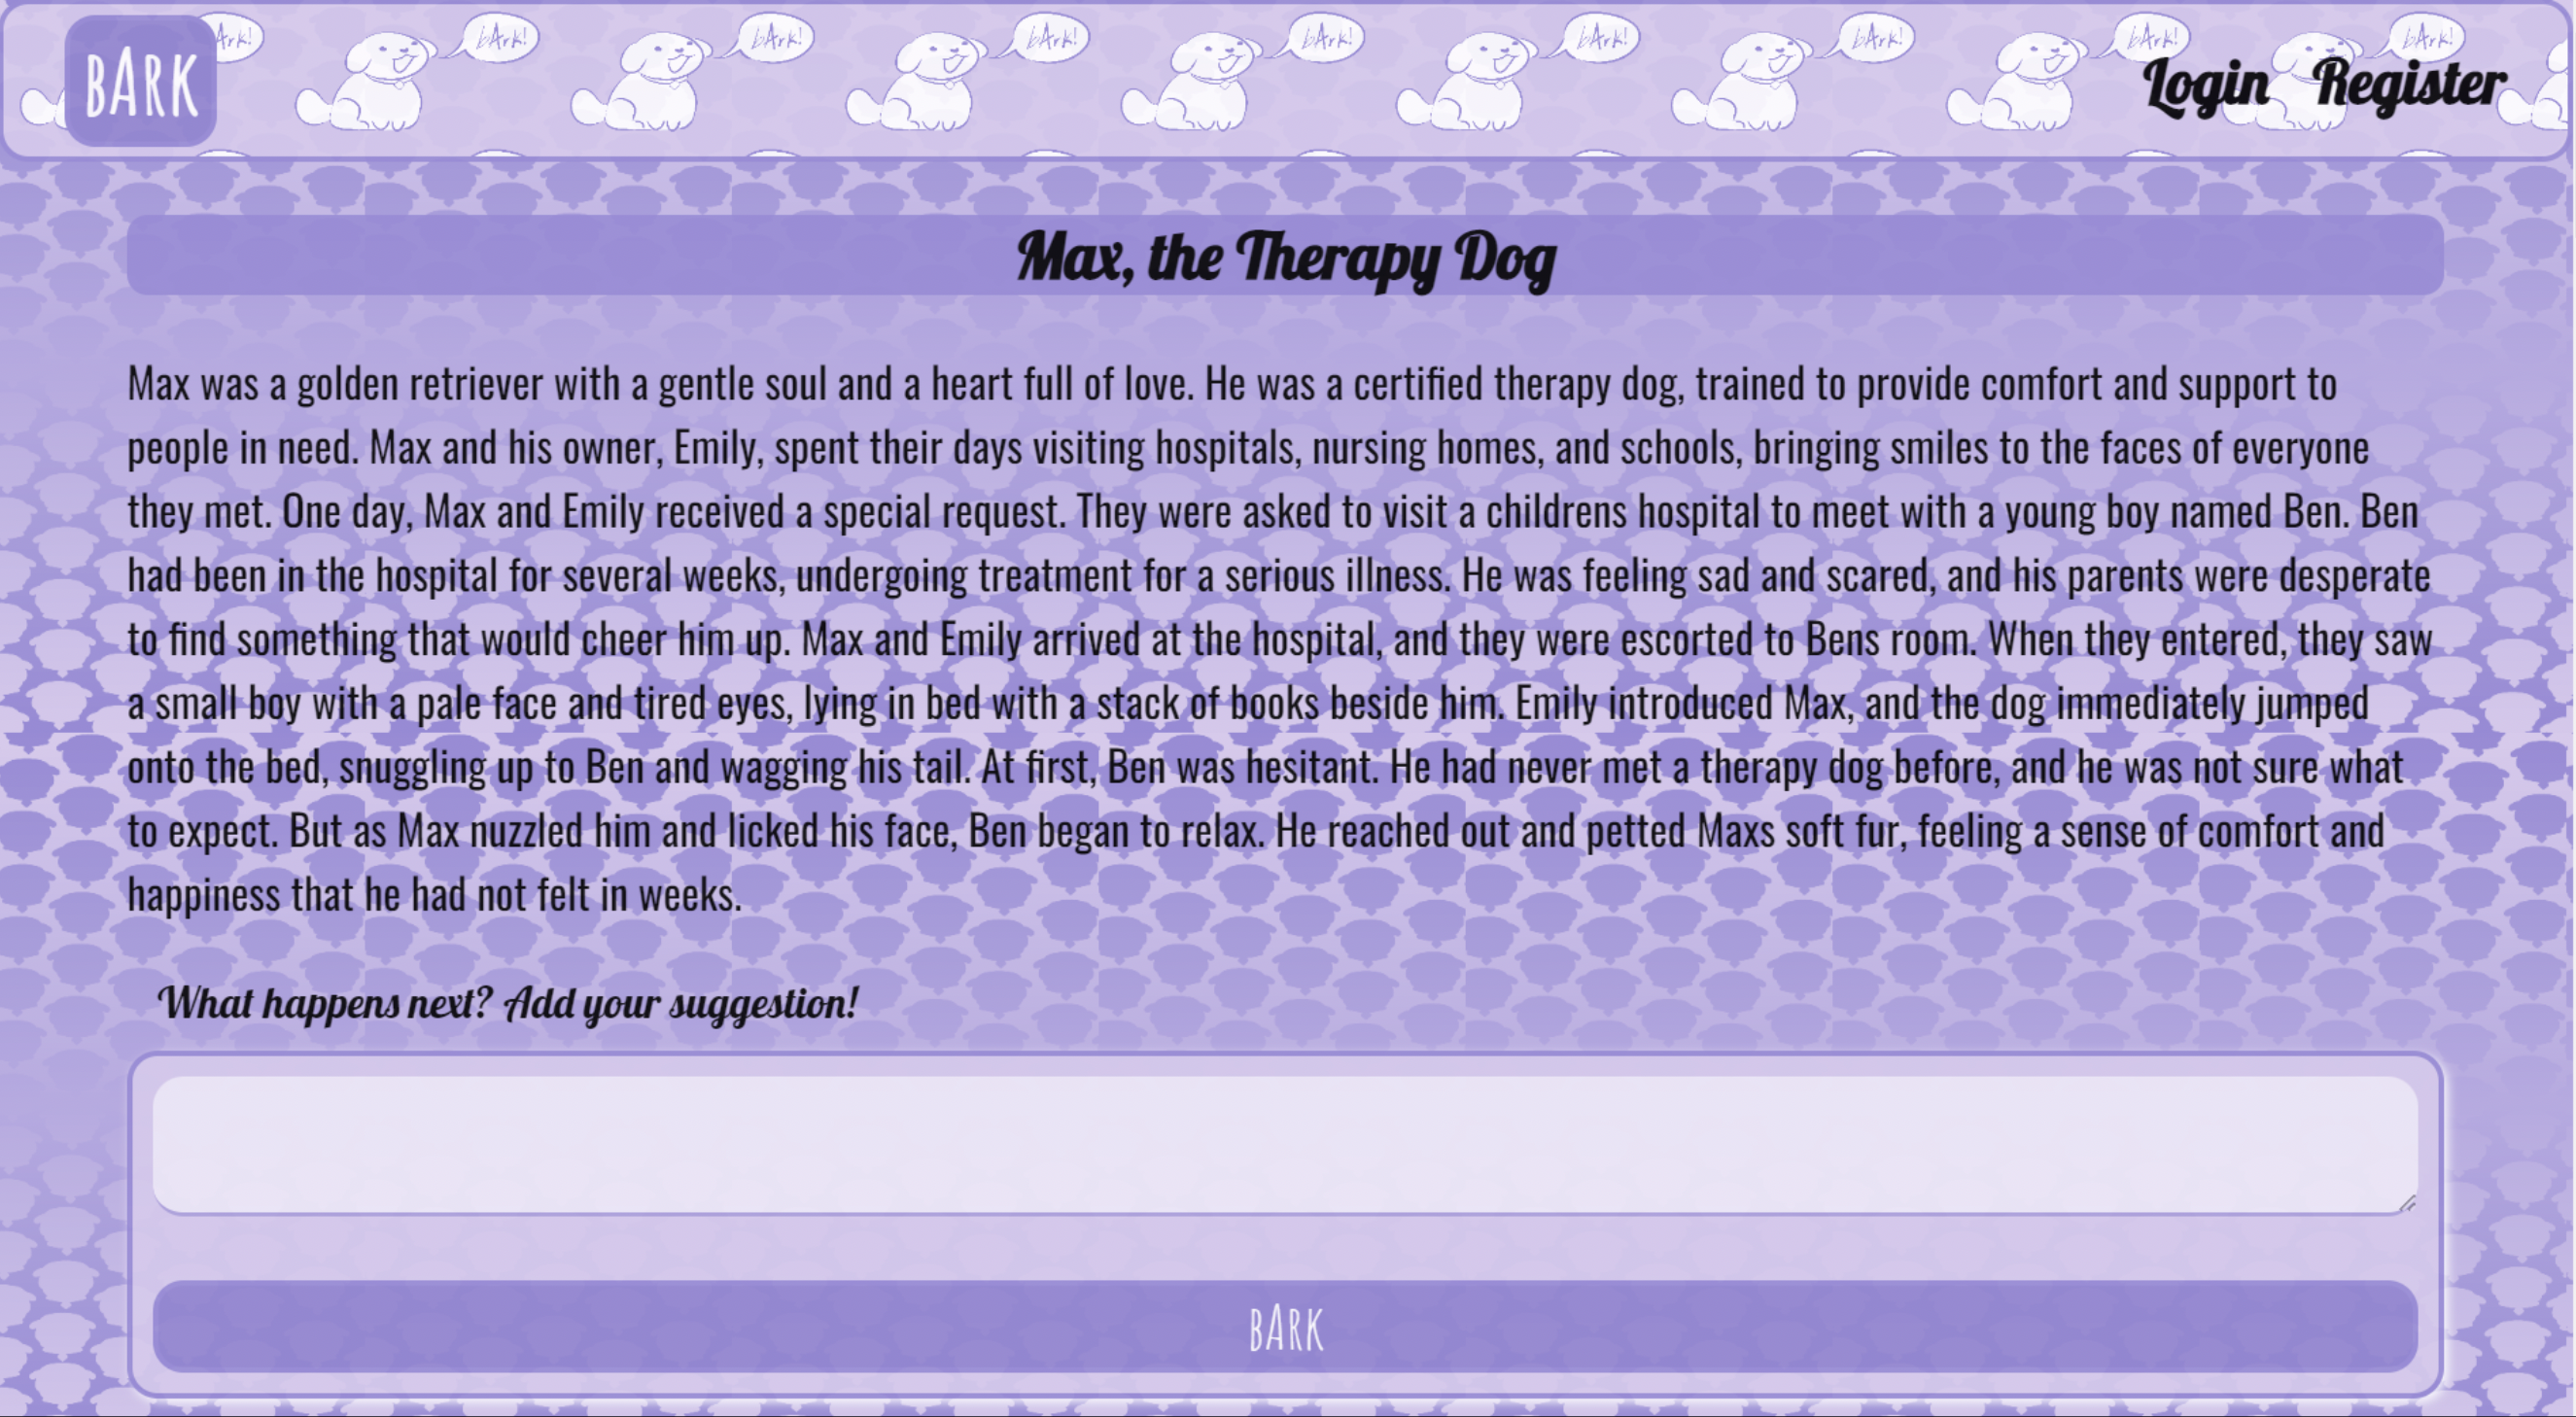 BARK
Ark!
bArk!
bArk!
bArk!
bArk!
bArk!
bArk!
bArk!
bArk!
Login Register
Max, the Therapy Dog
Max was a golden retriever with a gentle soul and a heart full of love. He was a certified therapy dog, trained to provide comfort and support to
people in need. Max and his owner, Emily, spent their days visiting hospitals, nursing homes, and schools, bringing smiles to the faces of everyone
they met. One day, Max and Emily received a special request. They were asked to visit a childrens hospital to meet with a young boy named Ben. Ben
had been in the hospital for several weeks, undergoing treatment for a serious illness. He was feeling sad and scared, and his parents were desperate
to find something that would cheer him up. Max and Emily arrived at the hospital, and they were escorted to Bens room. When they entered, they saw
a small boy with a pale face and tired eyes, lying in bed with a stack of books beside him. Emily introduced Max, and the dog immediately jumped
onto the bed, snuggling up to Ben and wagging his tail. At first, Ben was hesitant. He had never met a therapy dog before, and he was not sure what
to expect. But as Max nuzzled him and licked his face, Ben began to relax. He reached out and petted Maxs soft fur, feeling a sense of comfort and
happiness that he had not felt in weeks.
What happens next? Add your suggestion!
BARK